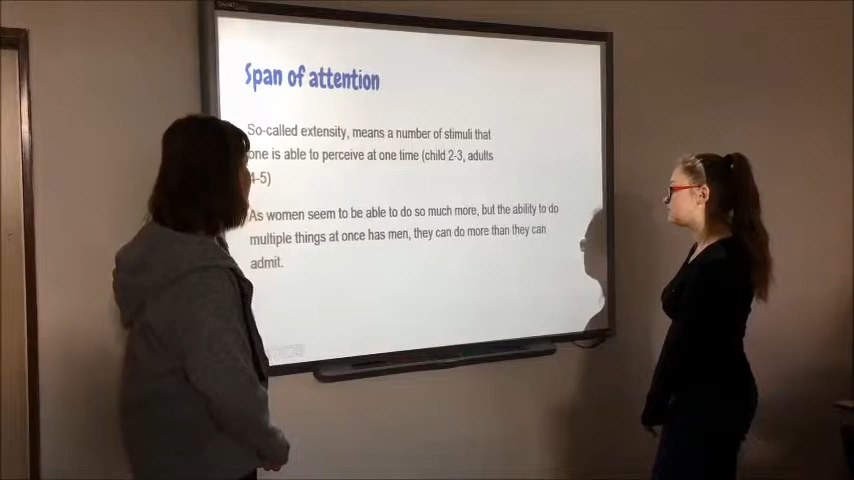 Span of attention
So-called extensity, means a number of stimuli that
one is able to perceive at one time (child 2-3, adults
4-5)
As women seem to be able to do so much more, but the ability to do
multiple things at once has men, they can do more than they can
admit.